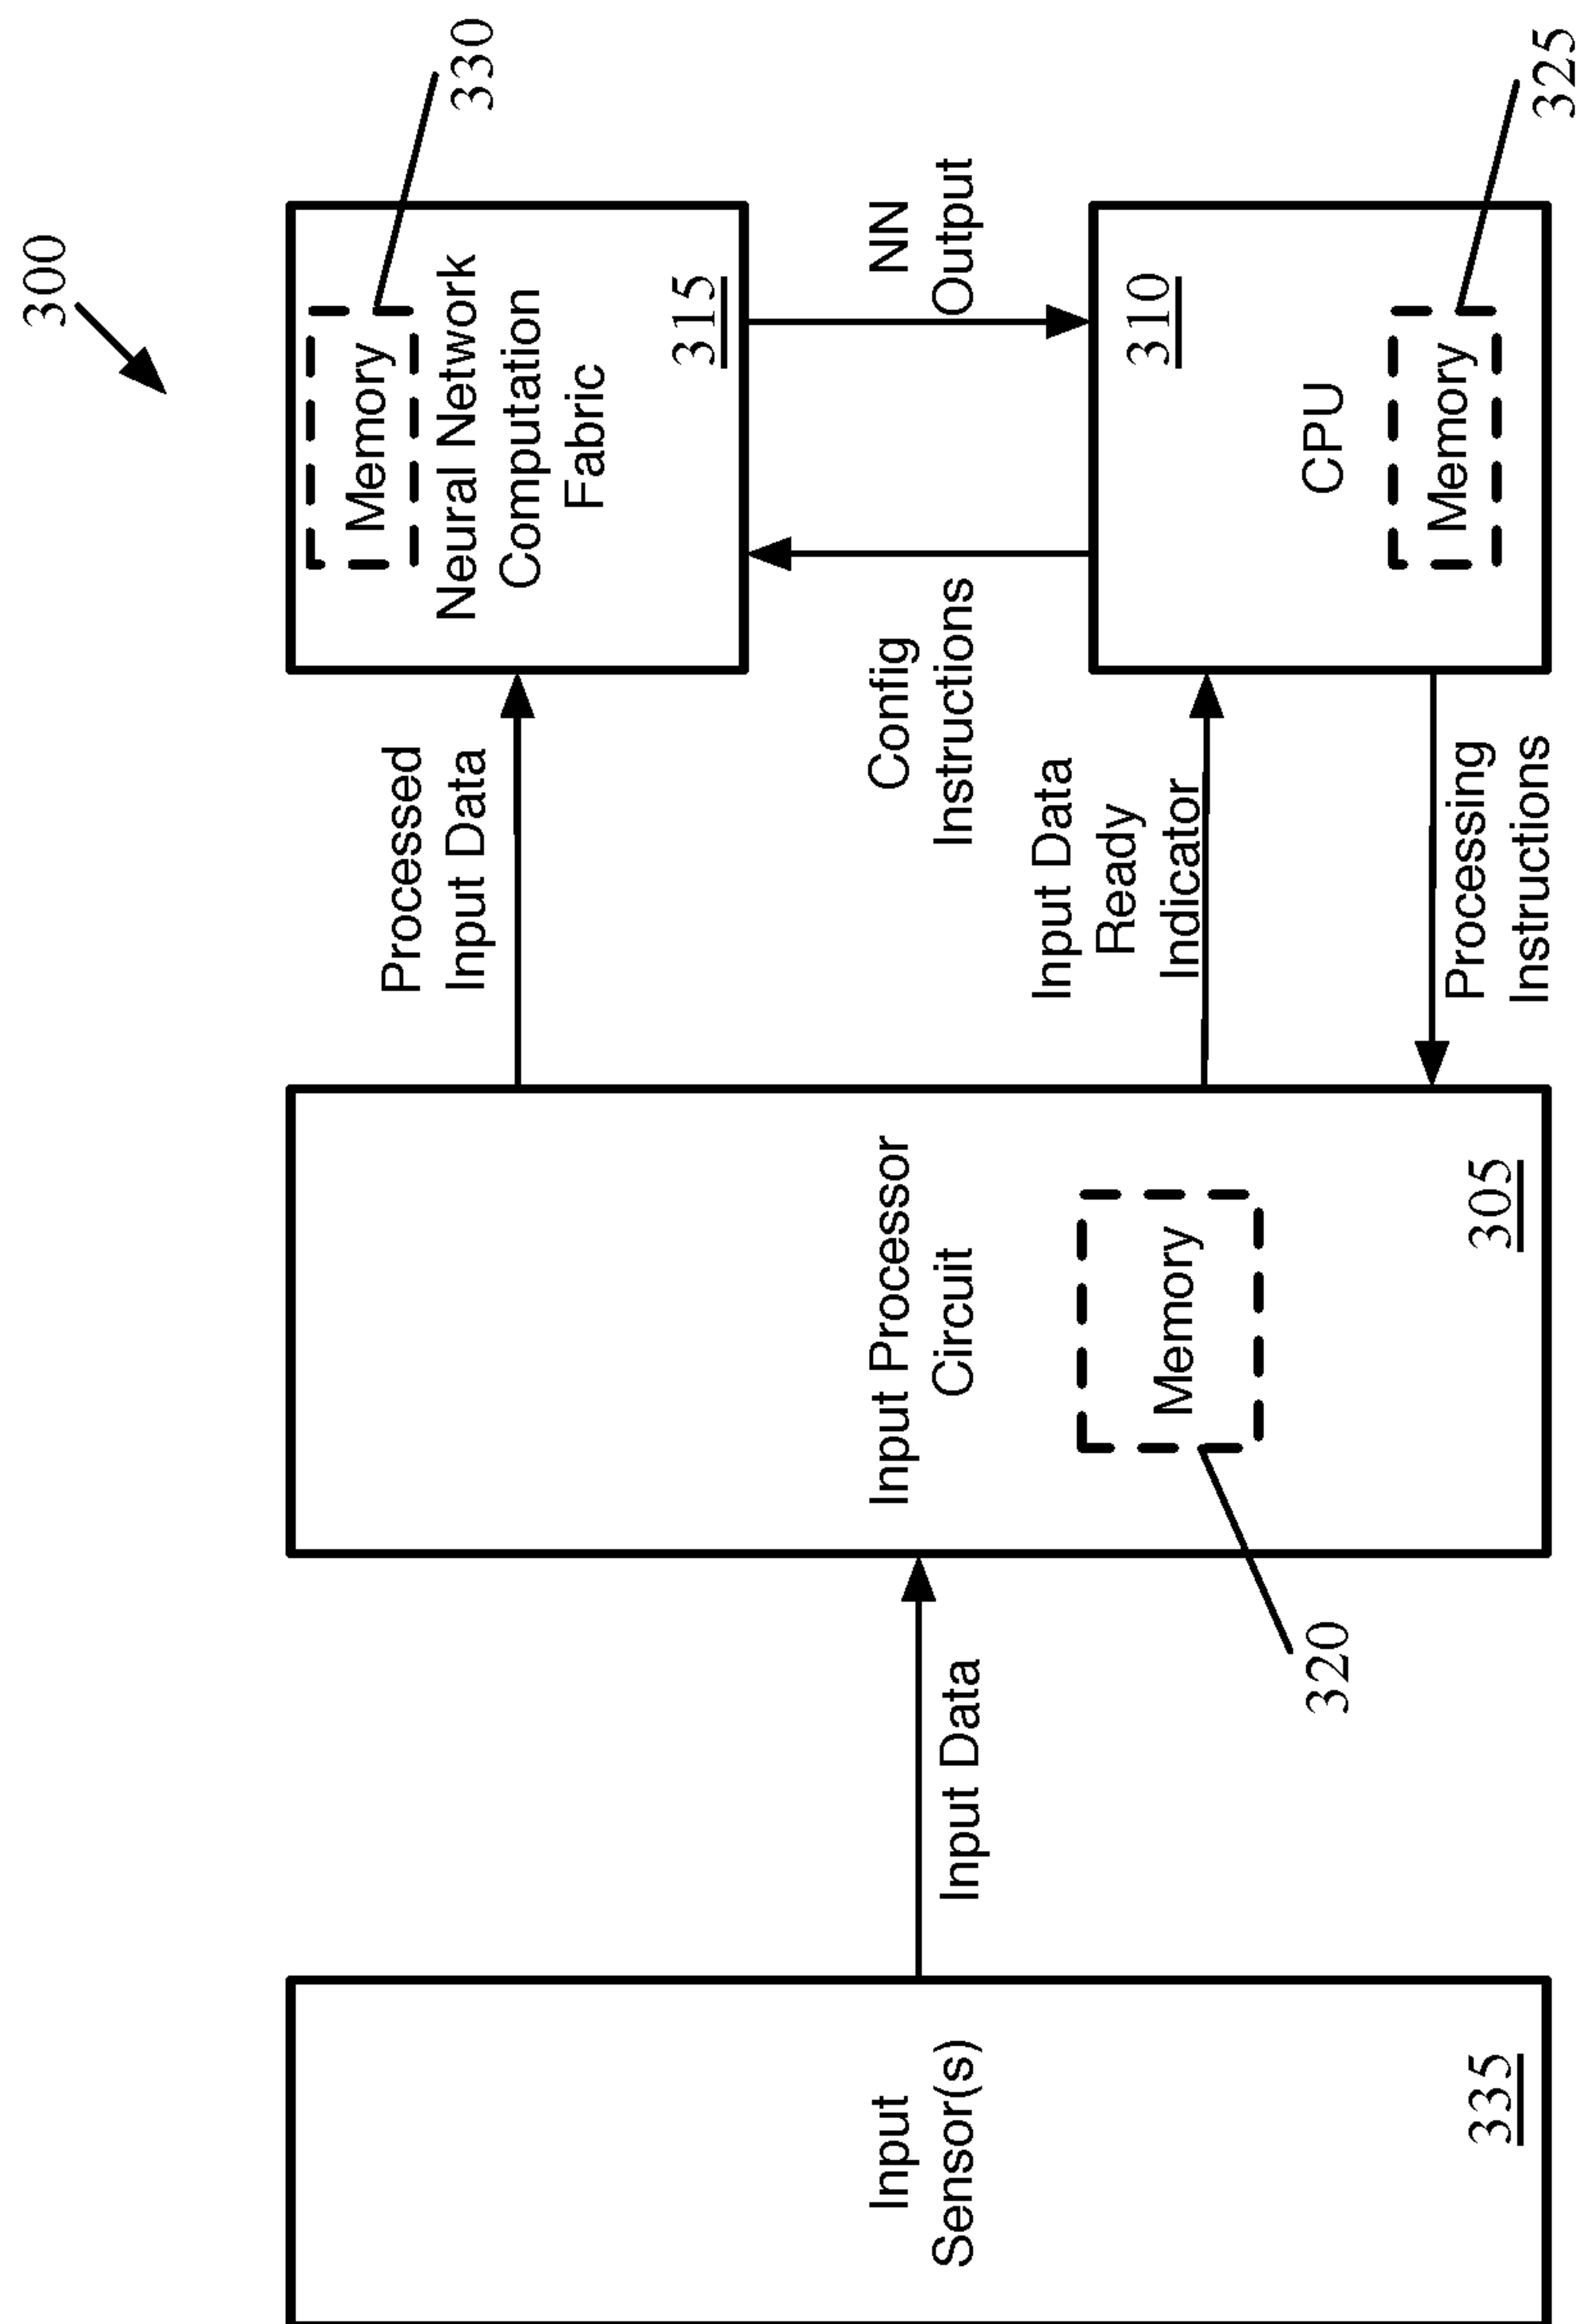 300
Memory
Neural Network
Computation
Fabric
315
330
Processed
Input Data
NN
Output
Config
Instructions
Input Data
Ready
Indicator
310
CPU
Memory
325
Processing
Instructions
Input Processor
Circuit
Memory
305
320
Input Data
Input
Sensor(s)
335